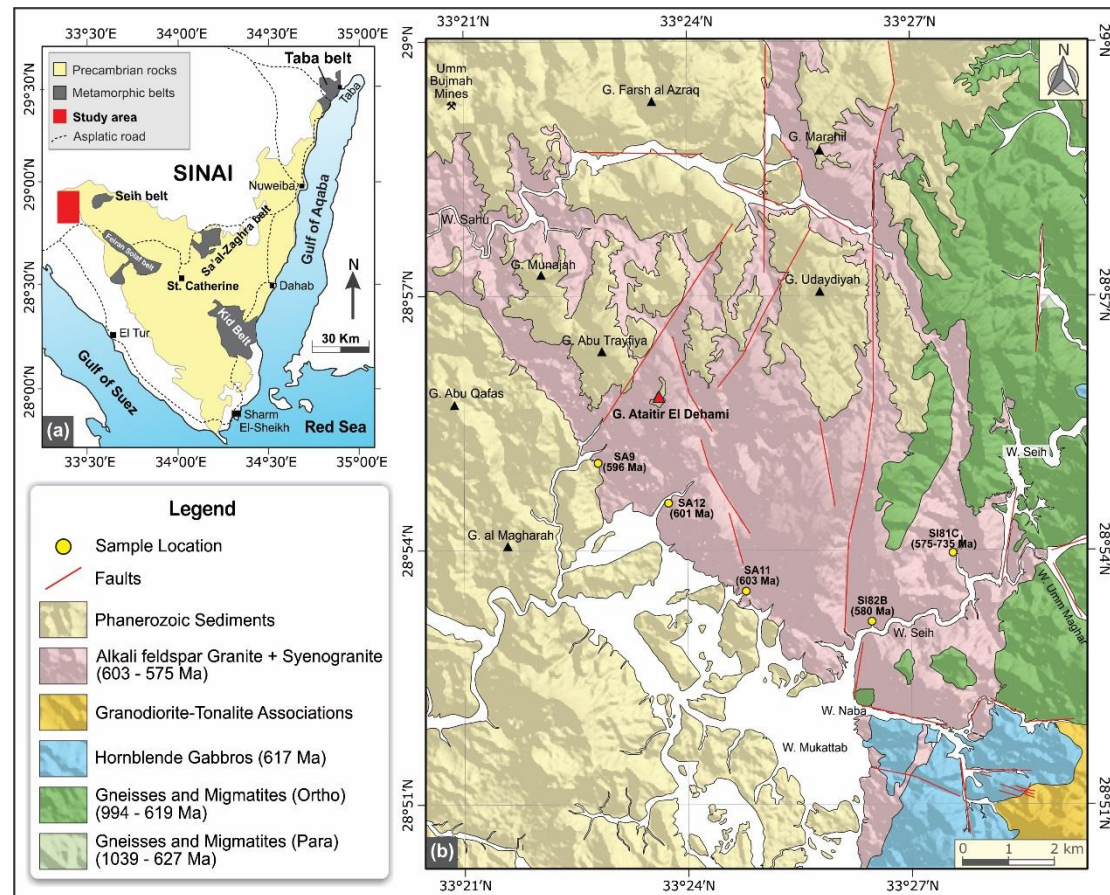 33°30'E
34°00'E
34°30'E
35°00'E
29°30'N
29°00'N
28°30'N
28°00'N
Precambrian rocks
Metamorphic belts
Study area
Asplatic road
Taba belt
Taba
SINAI
Seih belt
Nuweiba
Feiran Solaf belt
Sa'al-Zaghra belt
Gulf of Aqaba
N
St. Catherine
Dahab
El Tur
Kid Belt
30 Km
Gulf of Suez
Sharm
El-Sheikh
Red Sea
(a)
33°30'E
34°00'E
34°30'E
35°00'E
Legend
Sample Location
Faults
Phanerozoic Sediments
Alkali feldspar Granite + Syenogranite
(603 - 575 Ma)
Granodiorite-Tonalite Associations
Hornblende Gabbros (617 Ma)
Gneisses and Migmatites (Ortho)
(994 - 619 Ma)
Gneisses and Migmatites (Para)
(1039 - 627 Ma)
33°21'N
33°24'N
33°27'N
29°N
N
Umm
Bujmah
Mines
G. Farsh al Azraq
G. Marahil
W. Sahu
G. Munajah
G. Udaydiyah
28°57'N
G. Abu Trayfiya
G. Abu Qafas
G. Ataitir El Dehami
W. Seih
SA9
(596 Ma)
SA12
(601 Ma)
G. al Magharah
SI81C
(575-735 Ma)
28°54'N
28°54'N
SA11
(603 Ma)
SI82B
(580 Ma)
W. Umm Maghar
W. Seih
W. Naba
W. Mukattab
28°51'N
28°51'N
(b)
0 1 2 km
33°21'N
33°24'N
33°27'N